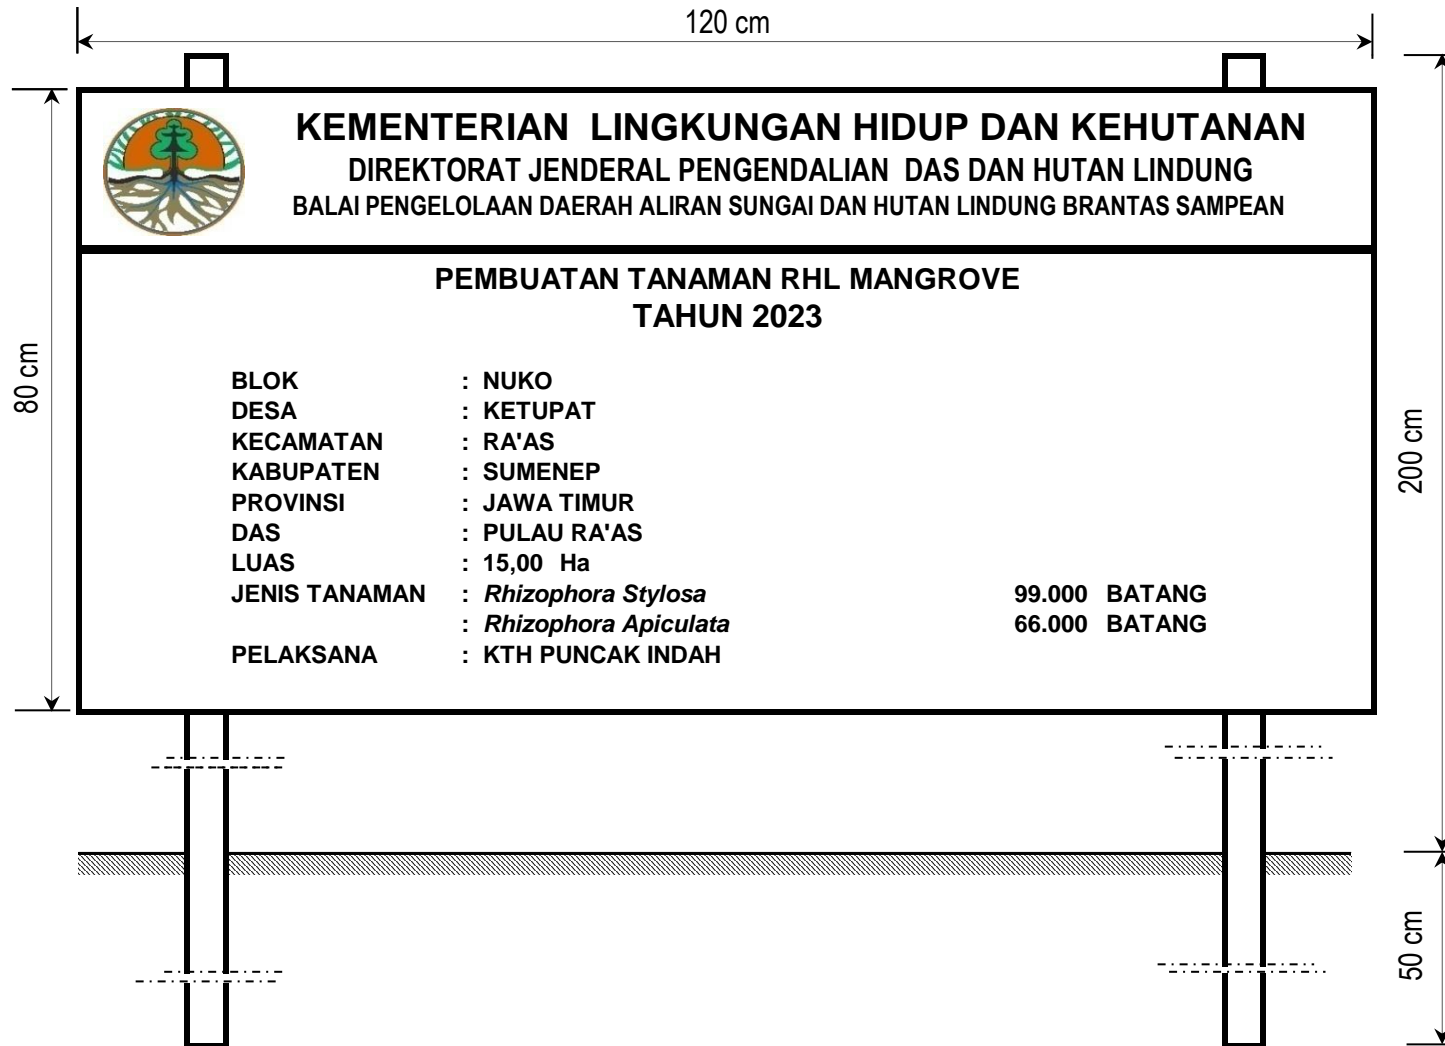 120 cm
KEMENTERIAN LINGKUNGAN HIDUP DAN KEHUTANAN
DIREKTORAT JENDERAL PENGENDALIAN DAS DAN HUTAN LINDUNG
BALAI PENGELOLAAN DAERAH ALIRAN SUNGAI DAN HUTAN LINDUNG BRANTAS SAMPEAN
PEMBUATAN TANAMAN RHL MANGROVE
TAHUN 2023
80 cm
200 cm
BLOK : NUKO
DESA : KETUPAT
KECAMATAN : RA'AS
KABUPATEN : SUMENEP
PROVINSI : JAWA TIMUR
DAS : PULAU RA'AS
LUAS : 15,00 Ha
JENIS TANAMAN : Rhizophora Stylosa 99.000 BATANG
: Rhizophora Apiculata 66.000 BATANG
PELAKSANA : KTH PUNCAK INDAH
50 cm